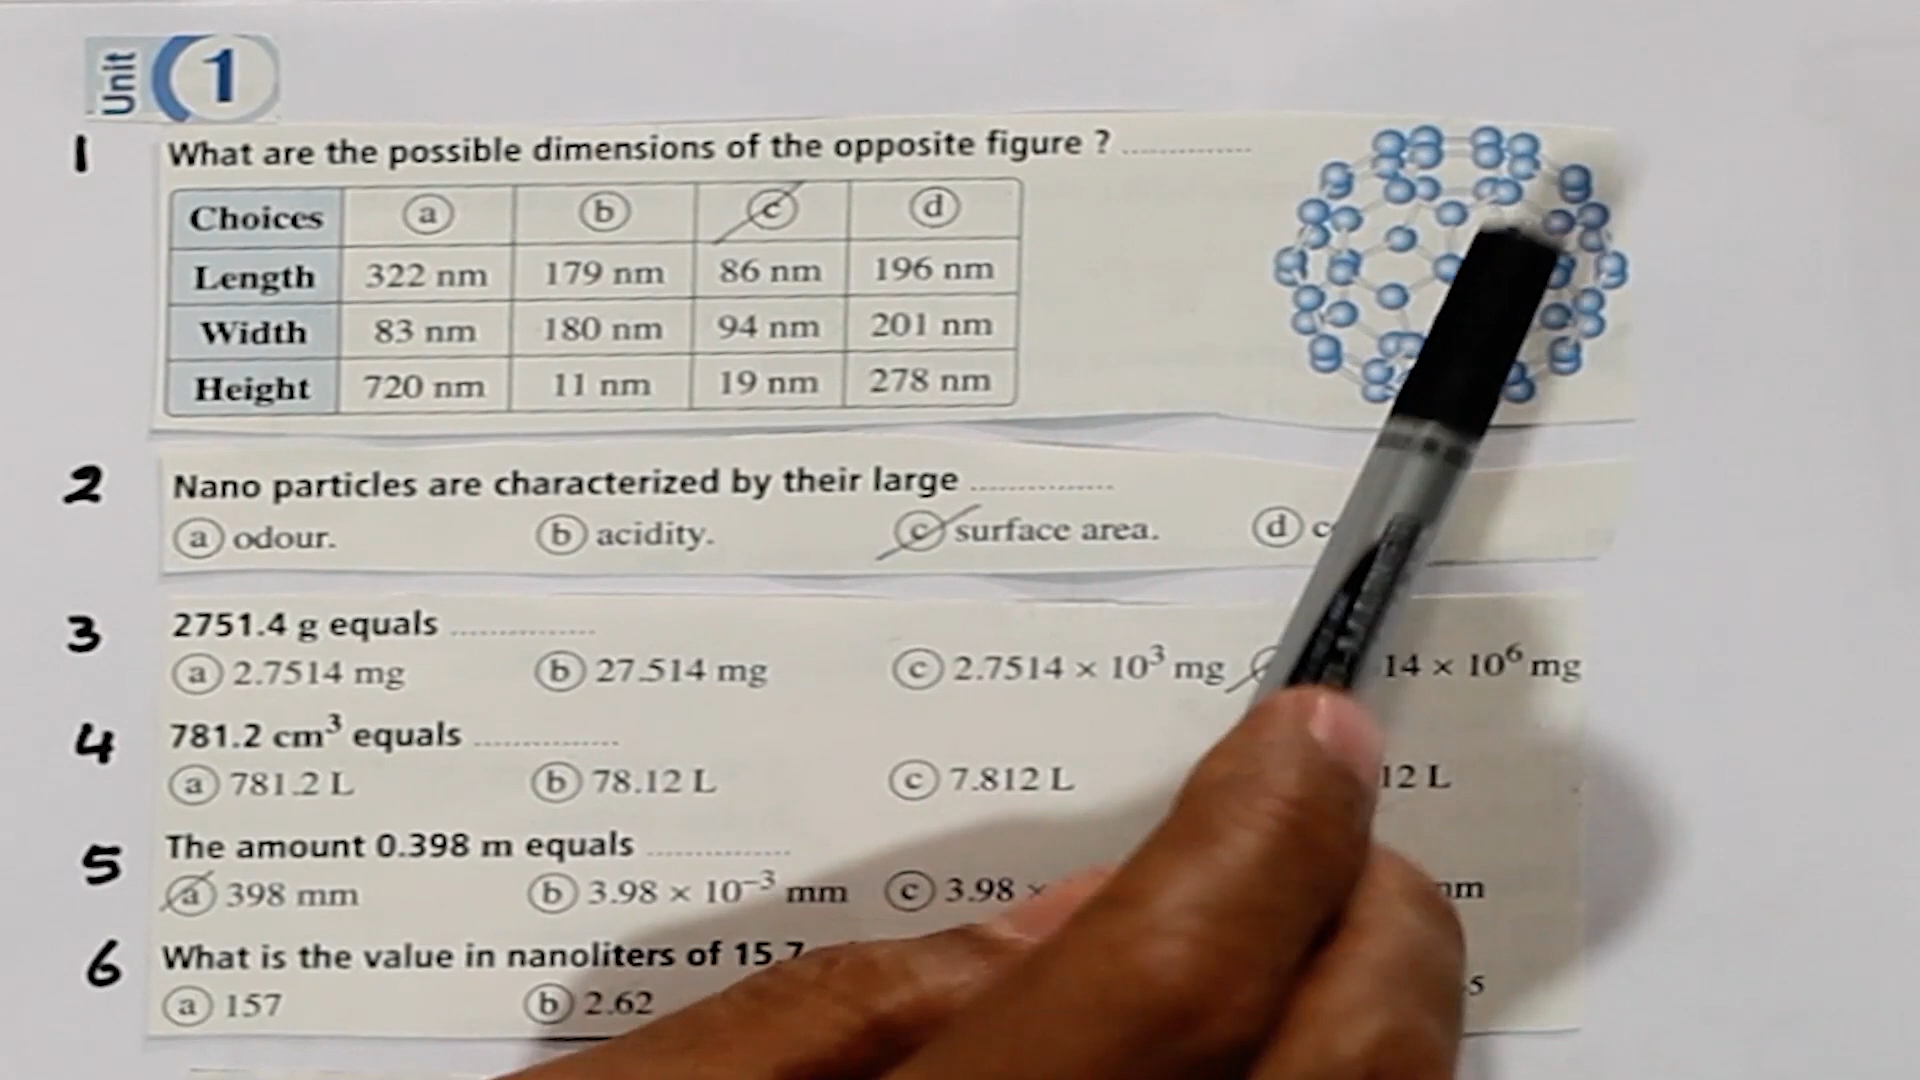 Unit 1
1 What are the possible dimensions of the opposite figure ? ..............
Choices a b c d
Length 322 nm 179 nm 86 nm 196 nm
Width 83 nm 180 nm 94 nm 201 nm
Height 720 nm 11 nm 19 nm 278 nm
2 Nano particles are characterized by their large ..............
a odour. b acidity. c surface area. d
3 2751.4 g equals ..............
a 2.7514 mg b 27.514 mg c 2.7514 × 10³ mg 14 × 10⁶ mg
4 781.2 cm³ equals ..............
a 781.2 L b 78.12 L c 7.812 L 12 L
5 The amount 0.398 m equals ..............
a 398 mm b 3.98 × 10⁻³ mm c 3.98 ×
6 What is the value in nanoliters of 15.7
a 157 b 2.62